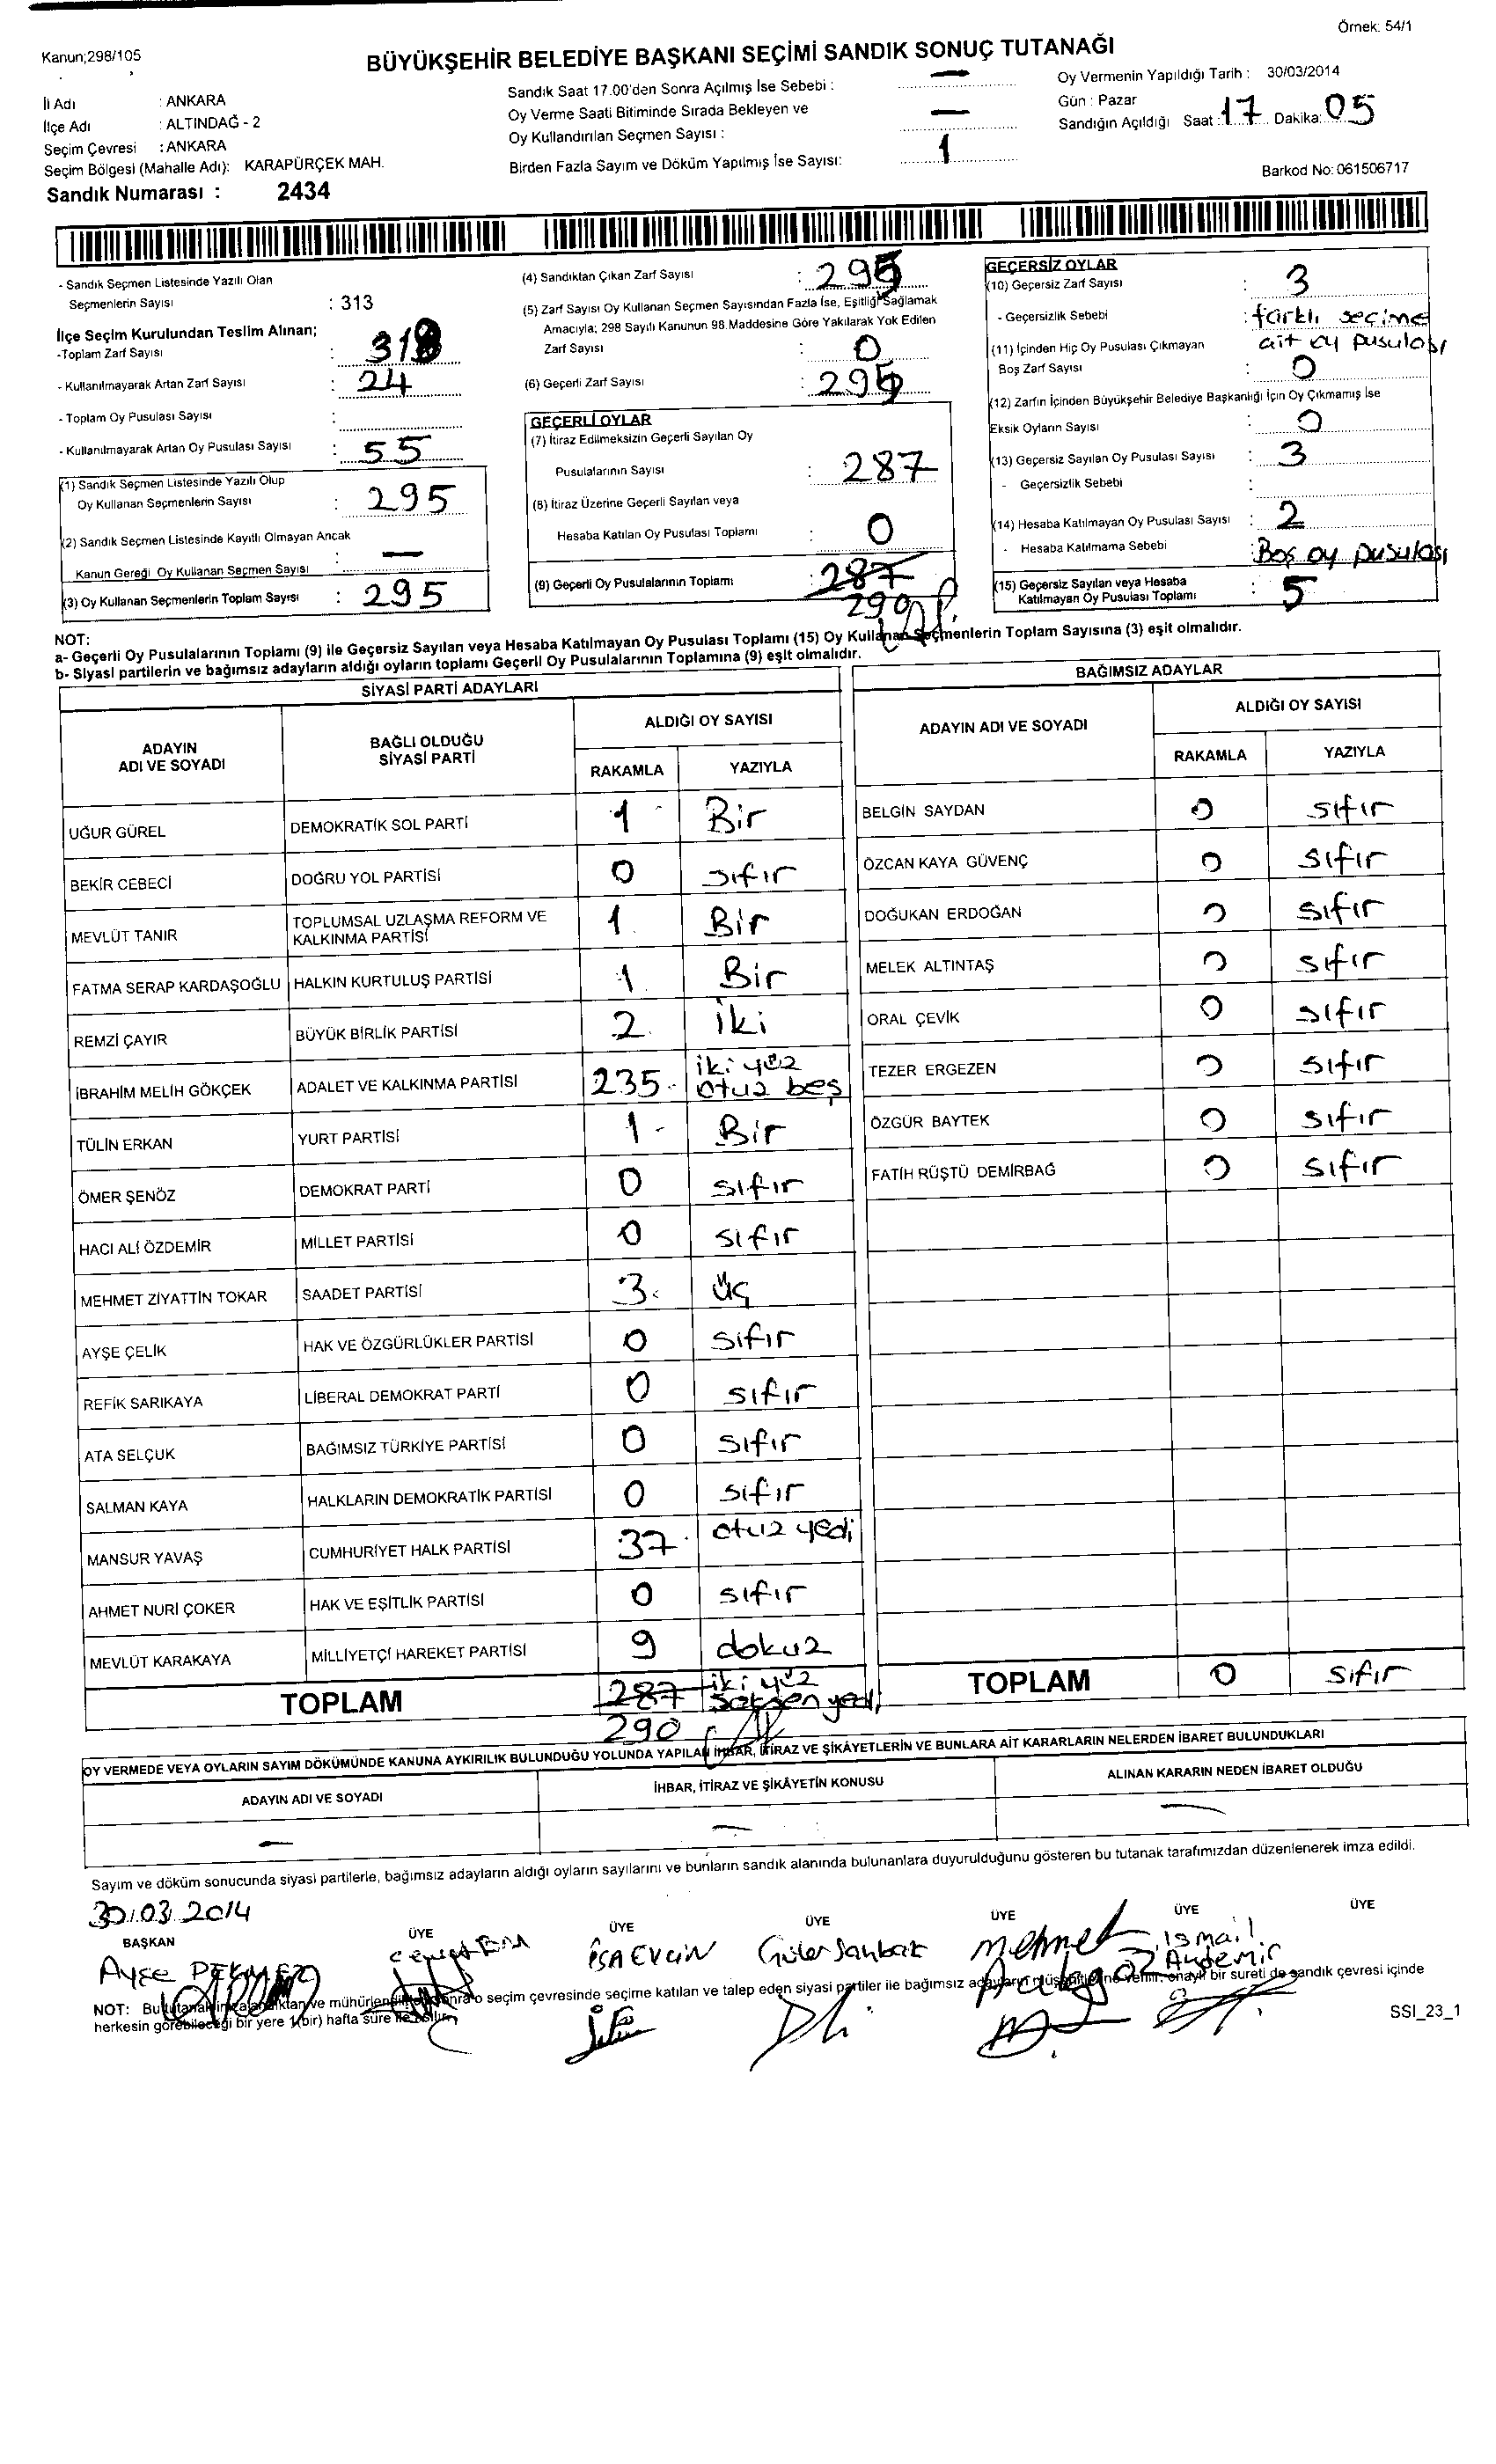 Örnek: 54/1
Kanun;298/105
BÜYÜKŞEHİR BELEDİYE BAŞKANI SEÇİMİ SANDIK SONUÇ TUTANAĞI
İl Adı : ANKARA
İlçe Adı : ALTINDAĞ - 2
Seçim Çevresi : ANKARA
Seçim Bölgesi (Mahalle Adı): KARAPÜRÇEK MAH.
Sandık Numarası : 2434
Sandık Saat 17.00'den Sonra Açılmış İse Sebebi : —
Oy Verme Saati Bitiminde Sırada Bekleyen ve
Oy Kullandırılan Seçmen Sayısı : —
Birden Fazla Sayım ve Döküm Yapılmış İse Sayısı: 1
Oy Vermenin Yapıldığı Tarih : 30/03/2014
Gün : Pazar
Sandığın Açıldığı Saat : 17 Dakika: 05
Barkod No: 061506717
- Sandık Seçmen Listesinde Yazılı Olan
Seçmenlerin Sayısı : 313
İlçe Seçim Kurulundan Teslim Alınan;
-Toplam Zarf Sayısı :
- Kullanılmayarak Artan Zarf Sayısı : 24
- Toplam Oy Pusulası Sayısı :
- Kullanılmayarak Artan Oy Pusulası Sayısı : 55
(1) Sandık Seçmen Listesinde Yazılı Olup
Oy Kullanan Seçmenlerin Sayısı : 295
(2) Sandık Seçmen Listesinde Kayıtlı Olmayan Ancak
Kanun Gereği Oy Kullanan Seçmen Sayısı : —
(3) Oy Kullanan Seçmenlerin Toplam Sayısı : 295
(4) Sandıktan Çıkan Zarf Sayısı : 295
(5) Zarf Sayısı Oy Kullanan Seçmen Sayısından Fazla İse, Eşitliği Sağlamak
Amacıyla; 298 Sayılı Kanunun 98.Maddesine Göre Yakılarak Yok Edilen
Zarf Sayısı : 0
(6) Geçerli Zarf Sayısı : 295
GEÇERLİ OYLAR
(7) İtiraz Edilmeksizin Geçerli Sayılan Oy
Pusulalarının Sayısı : 287
(8) İtiraz Üzerine Geçerli Sayılan veya
Hesaba Katılan Oy Pusulası Toplamı : 0
(9) Geçerli Oy Pusulalarının Toplamı : 287
290
GEÇERSİZ OYLAR
(10) Geçersiz Zarf Sayısı : 3
- Geçersizlik Sebebi : farklı seçime
ait oy pusulası
(11) İçinden Hiç Oy Pusulası Çıkmayan
Boş Zarf Sayısı : 0
(12) Zarfın İçinden Büyükşehir Belediye Başkanlığı İçin Oy Çıkmamış İse
Eksik Oyların Sayısı : 0
(13) Geçersiz Sayılan Oy Pusulası Sayısı : 3
- Geçersizlik Sebebi :
(14) Hesaba Katılmayan Oy Pusulası Sayısı : 2
- Hesaba Katılmama Sebebi : Boş oy pusulası
(15) Geçersiz Sayılan veya Hesaba
Katılmayan Oy Pusulası Toplamı : 5
NOT:
a- Geçerli Oy Pusulalarının Toplamı (9) ile Geçersiz Sayılan veya Hesaba Katılmayan Oy Pusulası Toplamı (15) Oy Kullanan Seçmenlerin Toplam Sayısına (3) eşit olmalıdır.
b- Siyasi partilerin ve bağımsız adayların aldığı oyların toplamı Geçerli Oy Pusulalarının Toplamına (9) eşit olmalıdır.
SİYASİ PARTİ ADAYLARI
ADAYIN ADI VE SOYADI BAĞLI OLDUĞU SİYASİ PARTİ ALDIĞI OY SAYISI
RAKAMLA YAZIYLA
UĞUR GÜREL DEMOKRATİK SOL PARTİ 1 Bir
BEKİR CEBECİ DOĞRU YOL PARTİSİ 0 sıfır
MEVLÜT TANIR TOPLUMSAL UZLAŞMA REFORM VE KALKINMA PARTİSİ 1 Bir
FATMA SERAP KARDAŞOĞLU HALKIN KURTULUŞ PARTİSİ 1 Bir
REMZİ ÇAYIR BÜYÜK BİRLİK PARTİSİ 2 iki
İBRAHİM MELİH GÖKÇEK ADALET VE KALKINMA PARTİSİ 235 iki yüz otuz beş
TÜLİN ERKAN YURT PARTİSİ 1 Bir
ÖMER ŞENÖZ DEMOKRAT PARTİ 0 sıfır
HACI ALİ ÖZDEMİR MİLLET PARTİSİ 0 sıfır
MEHMET ZİYATTİN TOKAR SAADET PARTİSİ 3 üç
AYŞE ÇELİK HAK VE ÖZGÜRLÜKLER PARTİSİ 0 sıfır
REFİK SARIKAYA LİBERAL DEMOKRAT PARTİ 0 sıfır
ATA SELÇUK BAĞIMSIZ TÜRKİYE PARTİSİ 0 sıfır
SALMAN KAYA HALKLARIN DEMOKRATİK PARTİSİ 0 sıfır
MANSUR YAVAŞ CUMHURİYET HALK PARTİSİ 37 otuz yedi
AHMET NURİ ÇOKER HAK VE EŞİTLİK PARTİSİ 0 sıfır
MEVLÜT KARAKAYA MİLLİYETÇİ HAREKET PARTİSİ 9 dokuz
TOPLAM 287 iki yüz seksen yedi
290
BAĞIMSIZ ADAYLAR
ADAYIN ADI VE SOYADI ALDIĞI OY SAYISI
RAKAMLA YAZIYLA
BELGİN SAYDAN 0 sıfır
ÖZCAN KAYA GÜVENÇ 0 sıfır
DOĞUKAN ERDOĞAN 0 sıfır
MELEK ALTINTAŞ 0 sıfır
ORAL ÇEVİK 0 sıfır
TEZER ERGEZEN 0 sıfır
ÖZGÜR BAYTEK 0 sıfır
FATİH RÜŞTÜ DEMİRBAĞ 0 sıfır
TOPLAM 0 sıfır
OY VERMEDE VEYA OYLARIN SAYIM DÖKÜMÜNDE KANUNA AYKIRILIK BULUNDUĞU YOLUNDA YAPILAN İHBAR, İTİRAZ VE ŞİKÂYETLERİN VE BUNLARA AİT KARARLARIN NELERDEN İBARET BULUNDUKLARI
ADAYIN ADI VE SOYADI İHBAR, İTİRAZ VE ŞİKÂYETİN KONUSU ALINAN KARARIN NEDEN İBARET OLDUĞU
— — —
Sayım ve döküm sonucunda siyasi partilerle, bağımsız adayların aldığı oyların sayılarını ve bunların sandık alanında bulunanlara duyurulduğunu gösteren bu tutanak tarafımızdan düzenlenerek imza edildi.
30.03.2014
BAŞKAN ÜYE ÜYE ÜYE ÜYE ÜYE ÜYE
Ayşe İSA EVCİN Güler mehmet ismail
Aydemir
NOT: Bu tutanak imzalandıktan ve mühürlendikten sonra o seçim çevresinde seçime katılan ve talep eden siyasi partiler ile bağımsız adayların müşahitlerine verilir. onaylı bir sureti de sandık çevresi içinde
herkesin görebileceği bir yere 1(bir) hafta süre ile asılır.
SSI_23_1